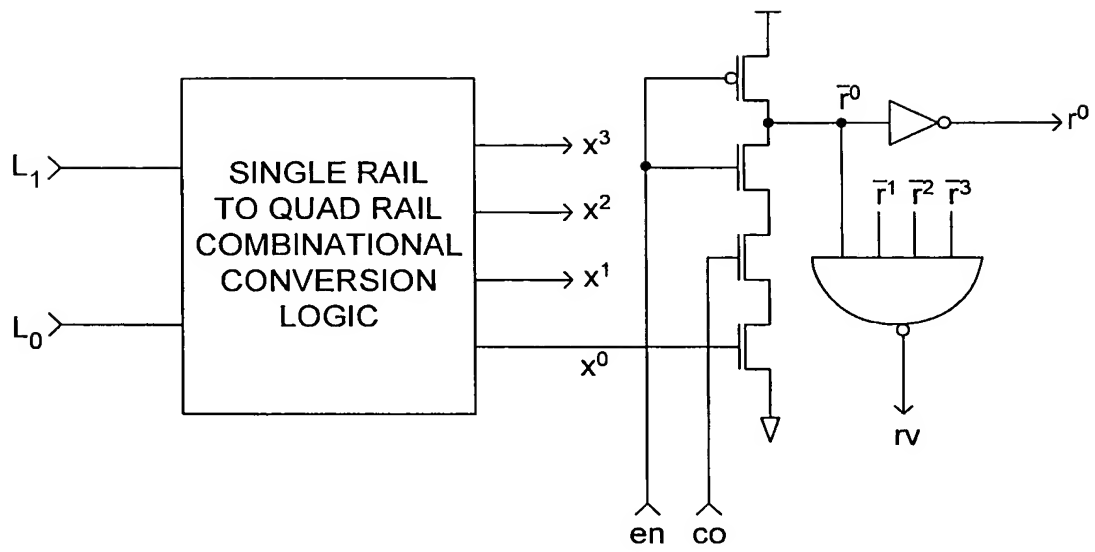 L₁
L₀
SINGLE RAIL
TO QUAD RAIL
COMBINATIONAL
CONVERSION
LOGIC
x³
x²
x¹
x⁰
r̅⁰
r⁰
r̅¹ r̅² r̅³
rv
en co